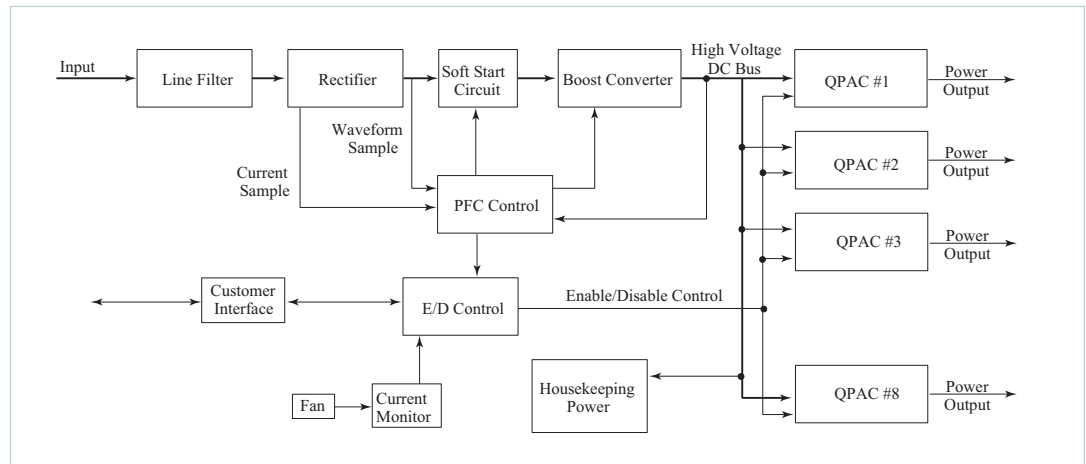 Input
Line Filter
Rectifier
Soft Start
Circuit
Boost Converter
High Voltage
DC Bus
QPAC #1
Power
Output
Waveform
Sample
Current
Sample
PFC Control
QPAC #2
Power
Output
QPAC #3
Power
Output
Customer
Interface
E/D Control
Enable/Disable Control
Fan
Current
Monitor
Housekeeping
Power
QPAC #8
Power
Output